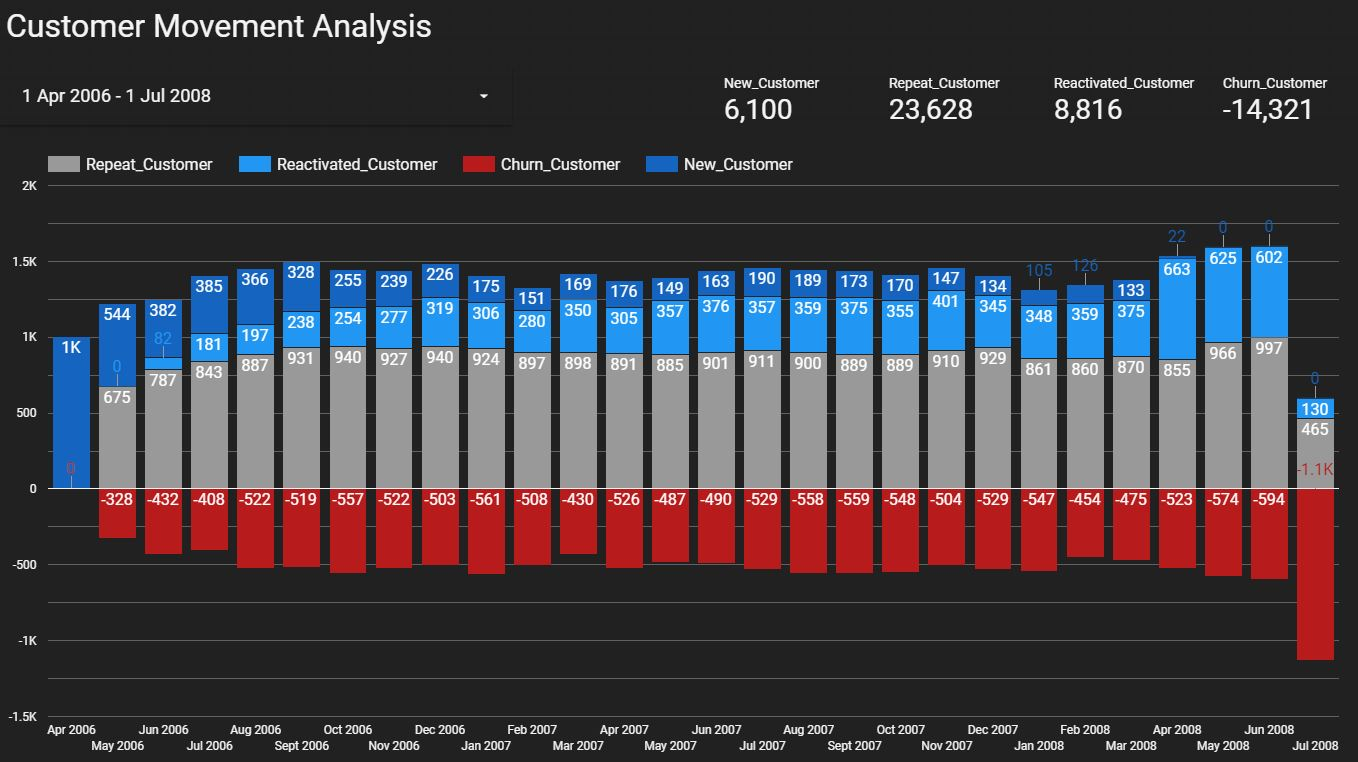 Customer Movement Analysis
1 Apr 2006 - 1 Jul 2008
New_Customer Repeat_Customer Reactivated_Customer Churn_Customer
6,100 23,628 8,816 -14,321
Repeat_Customer Reactivated_Customer Churn_Customer New_Customer
2K
1.5K
1K
500
0
-500
-1K
-1.5K
1K 544 382 385 366 328 255 239 226 175 151 169 176 149 163 190 189 173 170 147 134 105 126 133 22 0 0 0
0 82 181 197 238 254 277 319 306 280 350 305 357 376 357 359 375 355 401 345 348 359 375 663 625 602 130
675 787 843 887 931 940 927 940 924 897 898 891 885 901 911 900 889 889 910 929 861 860 870 855 966 997 465
0 -328 -432 -408 -522 -519 -557 -522 -503 -561 -508 -430 -526 -487 -490 -529 -558 -559 -548 -504 -529 -547 -454 -475 -523 -574 -594 -1.1K
Apr 2006 Jun 2006 Aug 2006 Oct 2006 Dec 2006 Feb 2007 Apr 2007 Jun 2007 Aug 2007 Oct 2007 Dec 2007 Feb 2008 Apr 2008 Jun 2008
May 2006 Jul 2006 Sept 2006 Nov 2006 Jan 2007 Mar 2007 May 2007 Jul 2007 Sept 2007 Nov 2007 Jan 2008 Mar 2008 May 2008 Jul 2008